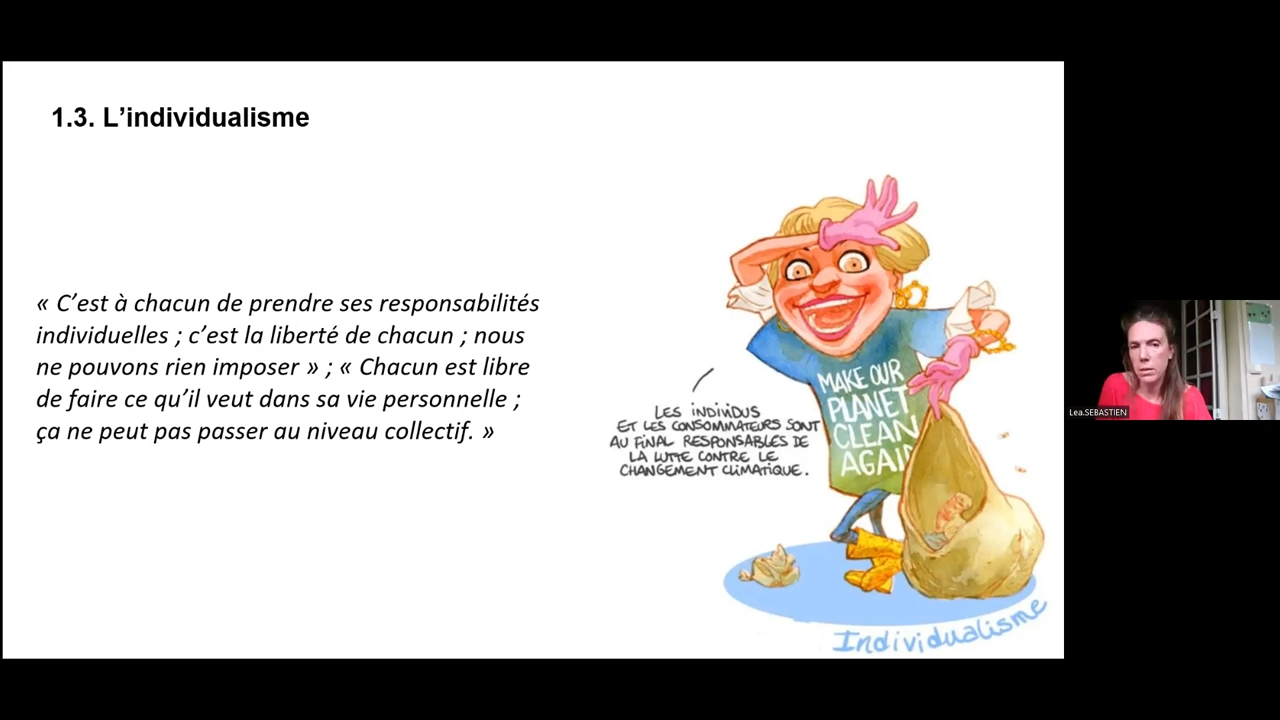 1.3. L’individualisme
« C’est à chacun de prendre ses responsabilités
individuelles ; c’est la liberté de chacun ; nous
ne pouvons rien imposer » ; « Chacun est libre
de faire ce qu’il veut dans sa vie personnelle ;
ça ne peut pas passer au niveau collectif. »
LES INDIVIDUS
ET LES CONSOMMATEURS SONT
AU FINAL RESPONSABLES DE
LA LUTTE CONTRE LE
CHANGEMENT CLIMATIQUE.
MAKE OUR
PLANET
CLEAN
AGAI
Individualisme
Lea.SEBASTIEN